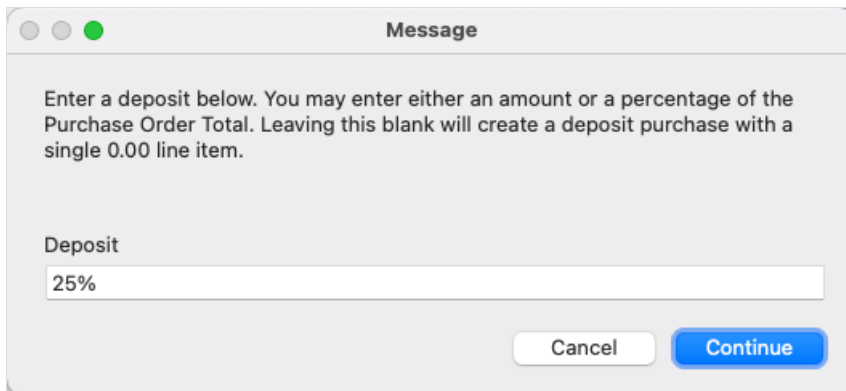 Message
Enter a deposit below. You may enter either an amount or a percentage of the
Purchase Order Total. Leaving this blank will create a deposit purchase with a
single 0.00 line item.
Deposit
25%
Cancel Continue